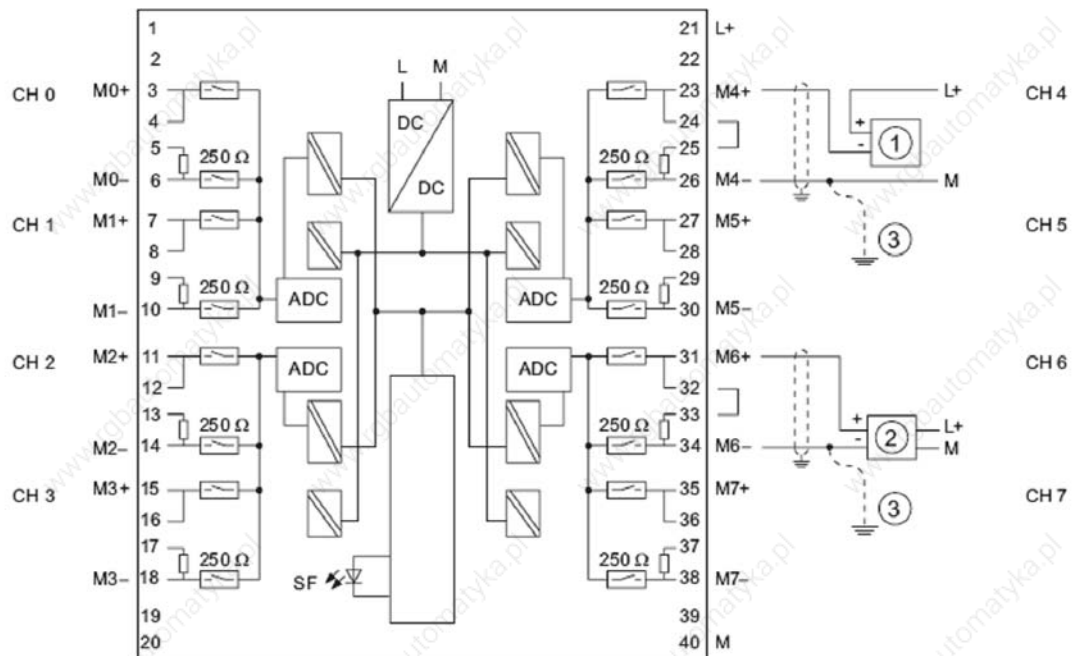 1
21 L+
2
22
L M
CH 0 M0+ 3
23 M4+ L+ CH 4
4
24
DC
+
1
5
25
-
250 Ω
250 Ω
M0- 6
26 M4- M
DC
CH 1 M1+ 7
27 M5+ CH 5
3
8
28
9
29
250 Ω
250 Ω
ADC
ADC
M1- 10
30 M5-
CH 2 M2+ 11
31 M6+ CH 6
ADC
ADC
12
32
13
33
+
L+
250 Ω
250 Ω
2
-
M2- 14
34 M6- M
CH 3 M3+ 15
35 M7+ CH 7
3
16
36
17
37
250 Ω
250 Ω
M3- 18
38 M7-
SF
19
39
20
40 M
www.rgbautomatyka.pl